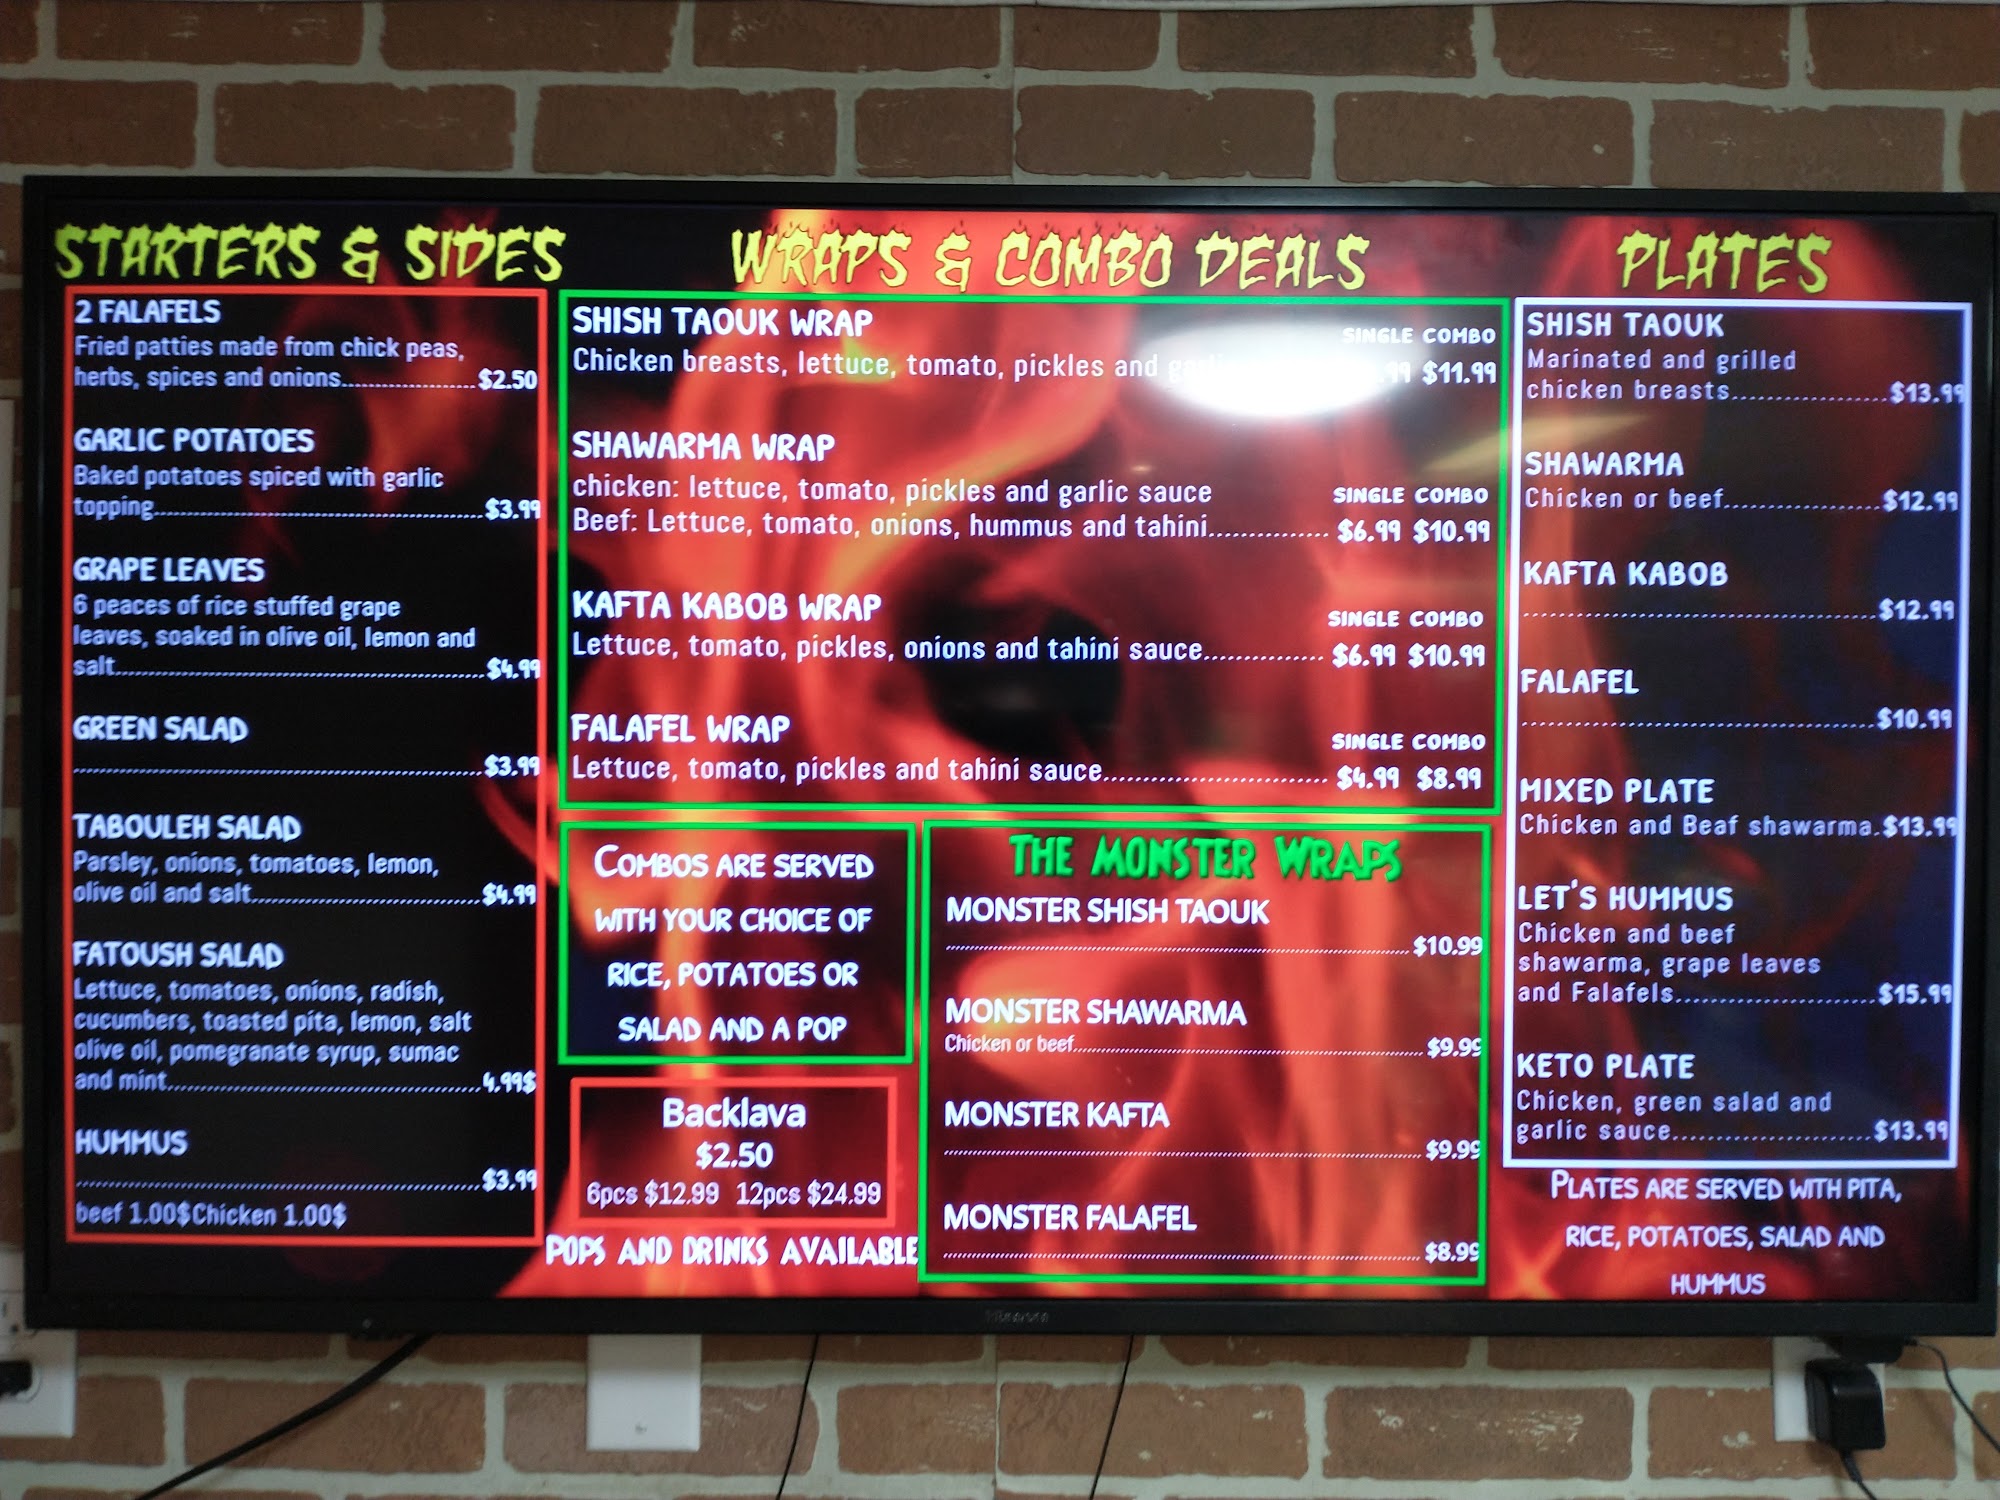 STARTERS & SIDES
2 FALAFELS
Fried patties made from chick peas,
herbs, spices and onions.....................$2.50
GARLIC POTATOES
Baked potatoes spiced with garlic
topping.....................$3.99
GRAPE LEAVES
6 peaces of rice stuffed grape
leaves, soaked in olive oil, lemon and
salt.....................$4.99
GREEN SALAD
.....................$3.99
TABOULEH SALAD
Parsley, onions, tomatoes, lemon,
olive oil and salt.....................$4.99
FATOUSH SALAD
Lettuce, tomatoes, onions, radish,
cucumbers, toasted pita, lemon, salt
olive oil, pomegranate syrup, sumac
and mint.....................4.99$
HUMMUS
.....................$3.99
beef 1.00$Chicken 1.00$
WRAPS & COMBO DEALS
SHISH TAOUK WRAP
SINGLE COMBO
Chicken breasts, lettuce, tomato, pickles and $11.99
SHAWARMA WRAP
chicken: lettuce, tomato, pickles and garlic sauce
SINGLE COMBO
Beef: Lettuce, tomato, onions, hummus and tahini.............. $6.99 $10.99
KAFTA KABOB WRAP
SINGLE COMBO
Lettuce, tomato, pickles, onions and tahini sauce.............. $6.99 $10.99
FALAFEL WRAP
SINGLE COMBO
Lettuce, tomato, pickles and tahini sauce.......................... $4.99 $8.99
COMBOS ARE SERVED
WITH YOUR CHOICE OF
RICE, POTATOES OR
SALAD AND A POP
Backlava
$2.50
6pcs $12.99 12pcs $24.99
POPS AND DRINKS AVAILABLE
THE MONSTER WRAPS
MONSTER SHISH TAOUK
.....................$10.99
MONSTER SHAWARMA
Chicken or beef.....................$9.99
MONSTER KAFTA
.....................$9.99
MONSTER FALAFEL
.....................$8.99
PLATES
SHISH TAOUK
Marinated and grilled
chicken breasts.................$13.99
SHAWARMA
Chicken or beef.................$12.99
KAFTA KABOB
.....................$12.99
FALAFEL
.....................$10.99
MIXED PLATE
Chicken and Beaf shawarma.$13.99
LET'S HUMMUS
Chicken and beef
shawarma, grape leaves
and Falafels.....................$15.99
KETO PLATE
Chicken, green salad and
garlic sauce.....................$13.99
PLATES ARE SERVED WITH PITA,
RICE, POTATOES, SALAD AND
HUMMUS
Hisense